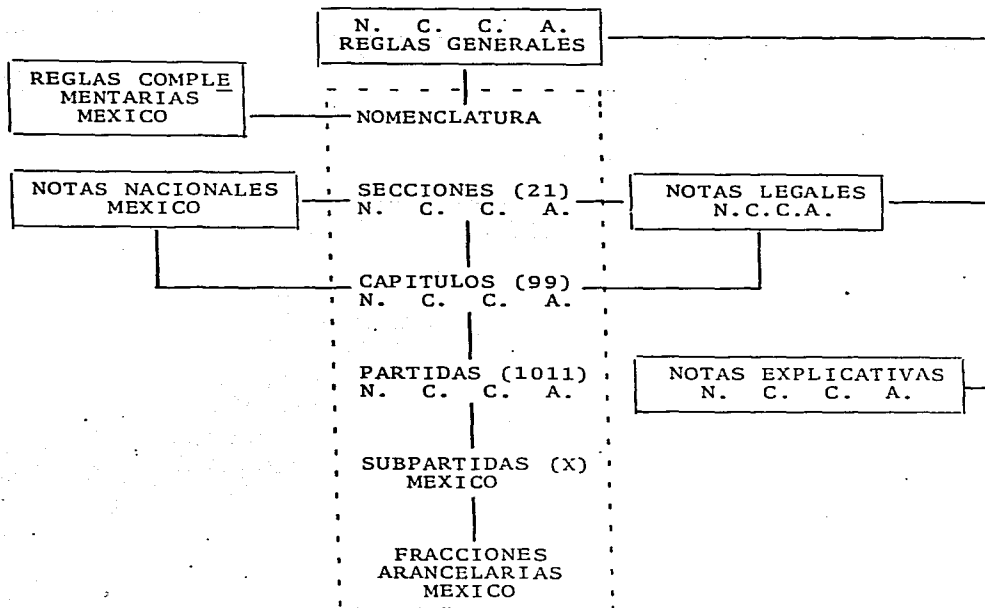 N. C. C. A.
REGLAS GENERALES
REGLAS COMPLE
MENTARIAS
MEXICO
NOMENCLATURA
NOTAS NACIONALES
MEXICO
SECCIONES (21)
N. C. C. A.
NOTAS LEGALES
N.C.C.A.
CAPITULOS (99)
N. C. C. A.
PARTIDAS (1011)
N. C. C. A.
NOTAS EXPLICATIVAS
N. C. C. A.
SUBPARTIDAS (X)
MEXICO
FRACCIONES
ARANCELARIAS
MEXICO